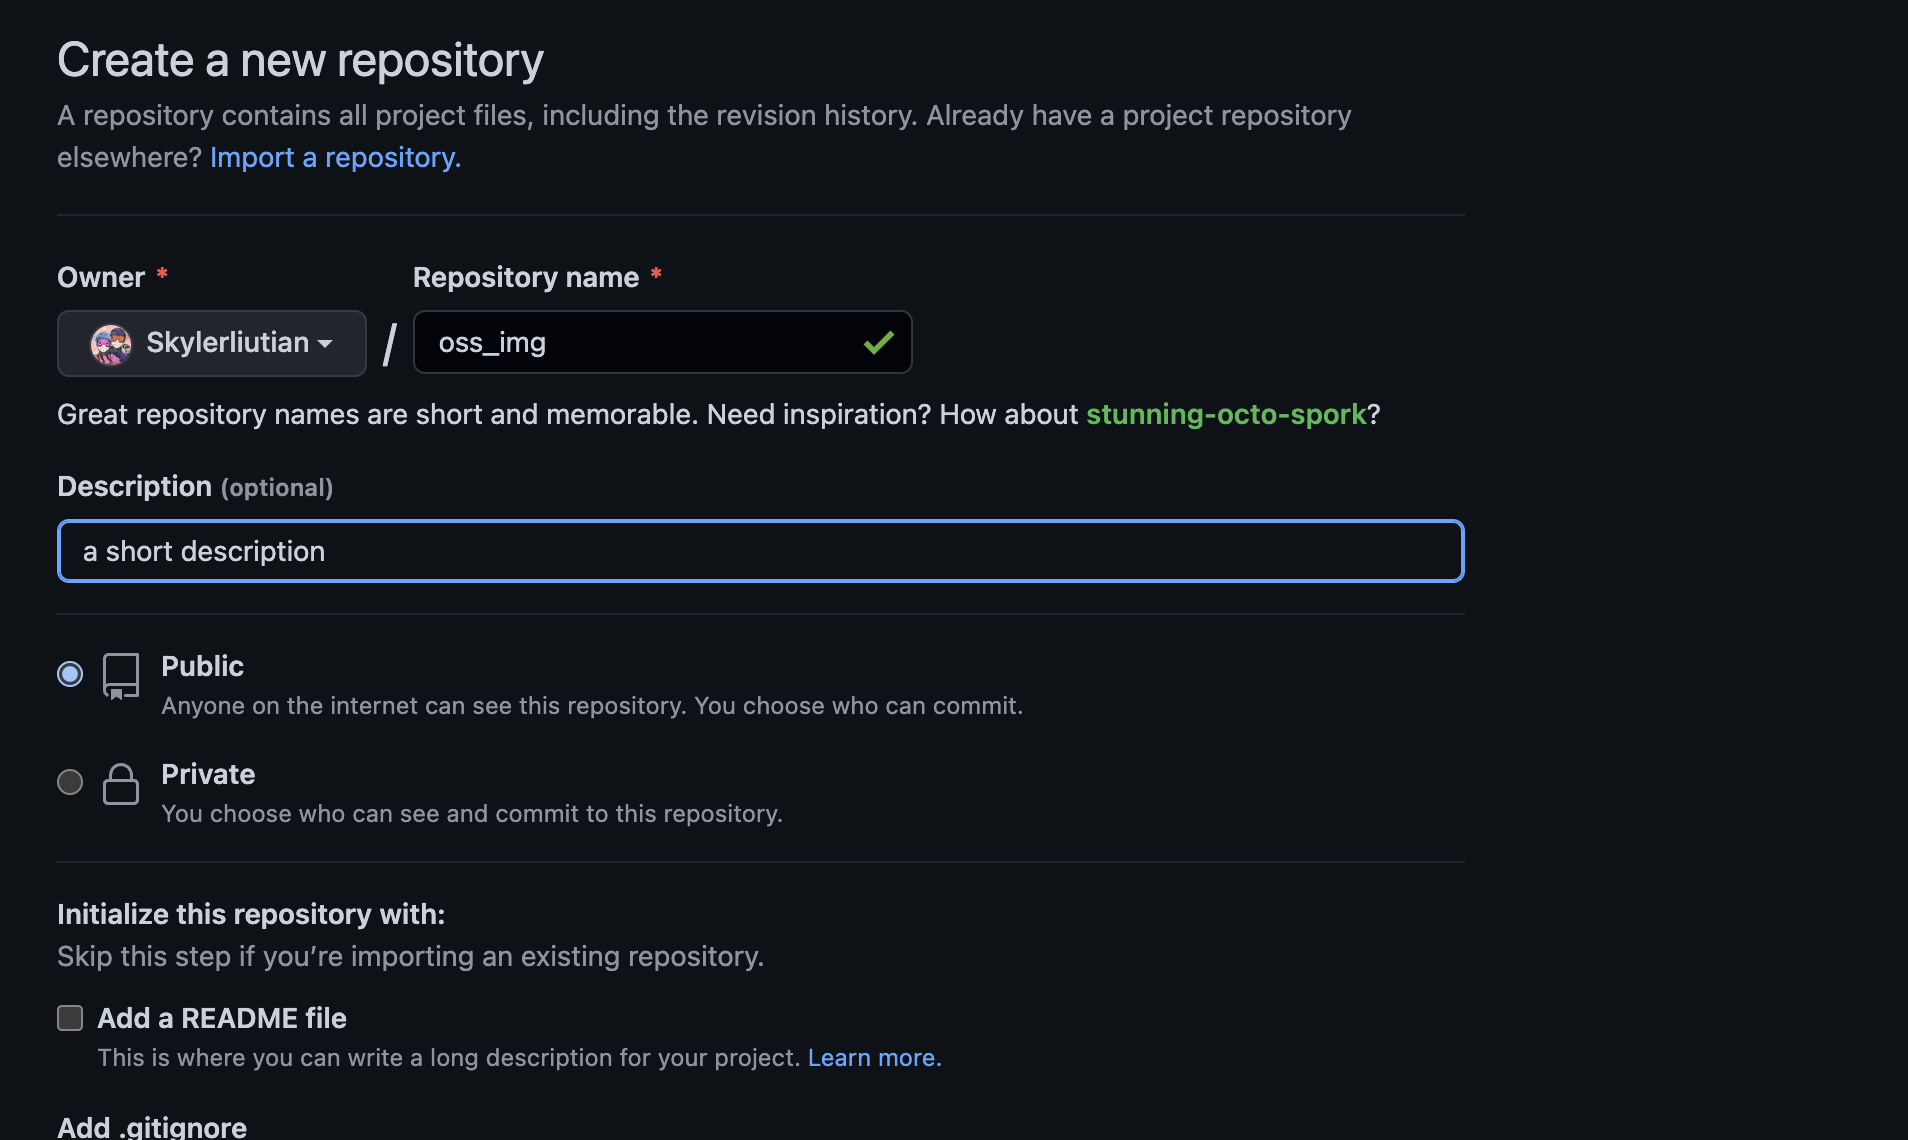 Create a new repository
A repository contains all project files, including the revision history. Already have a project repository
elsewhere? Import a repository.
Owner * Repository name *
Skylerliutian / oss_img
Great repository names are short and memorable. Need inspiration? How about stunning-octo-spork?
Description (optional)
a short description
Public
Anyone on the internet can see this repository. You choose who can commit.
Private
You choose who can see and commit to this repository.
Initialize this repository with:
Skip this step if you’re importing an existing repository.
Add a README file
This is where you can write a long description for your project. Learn more.
Add .gitignore